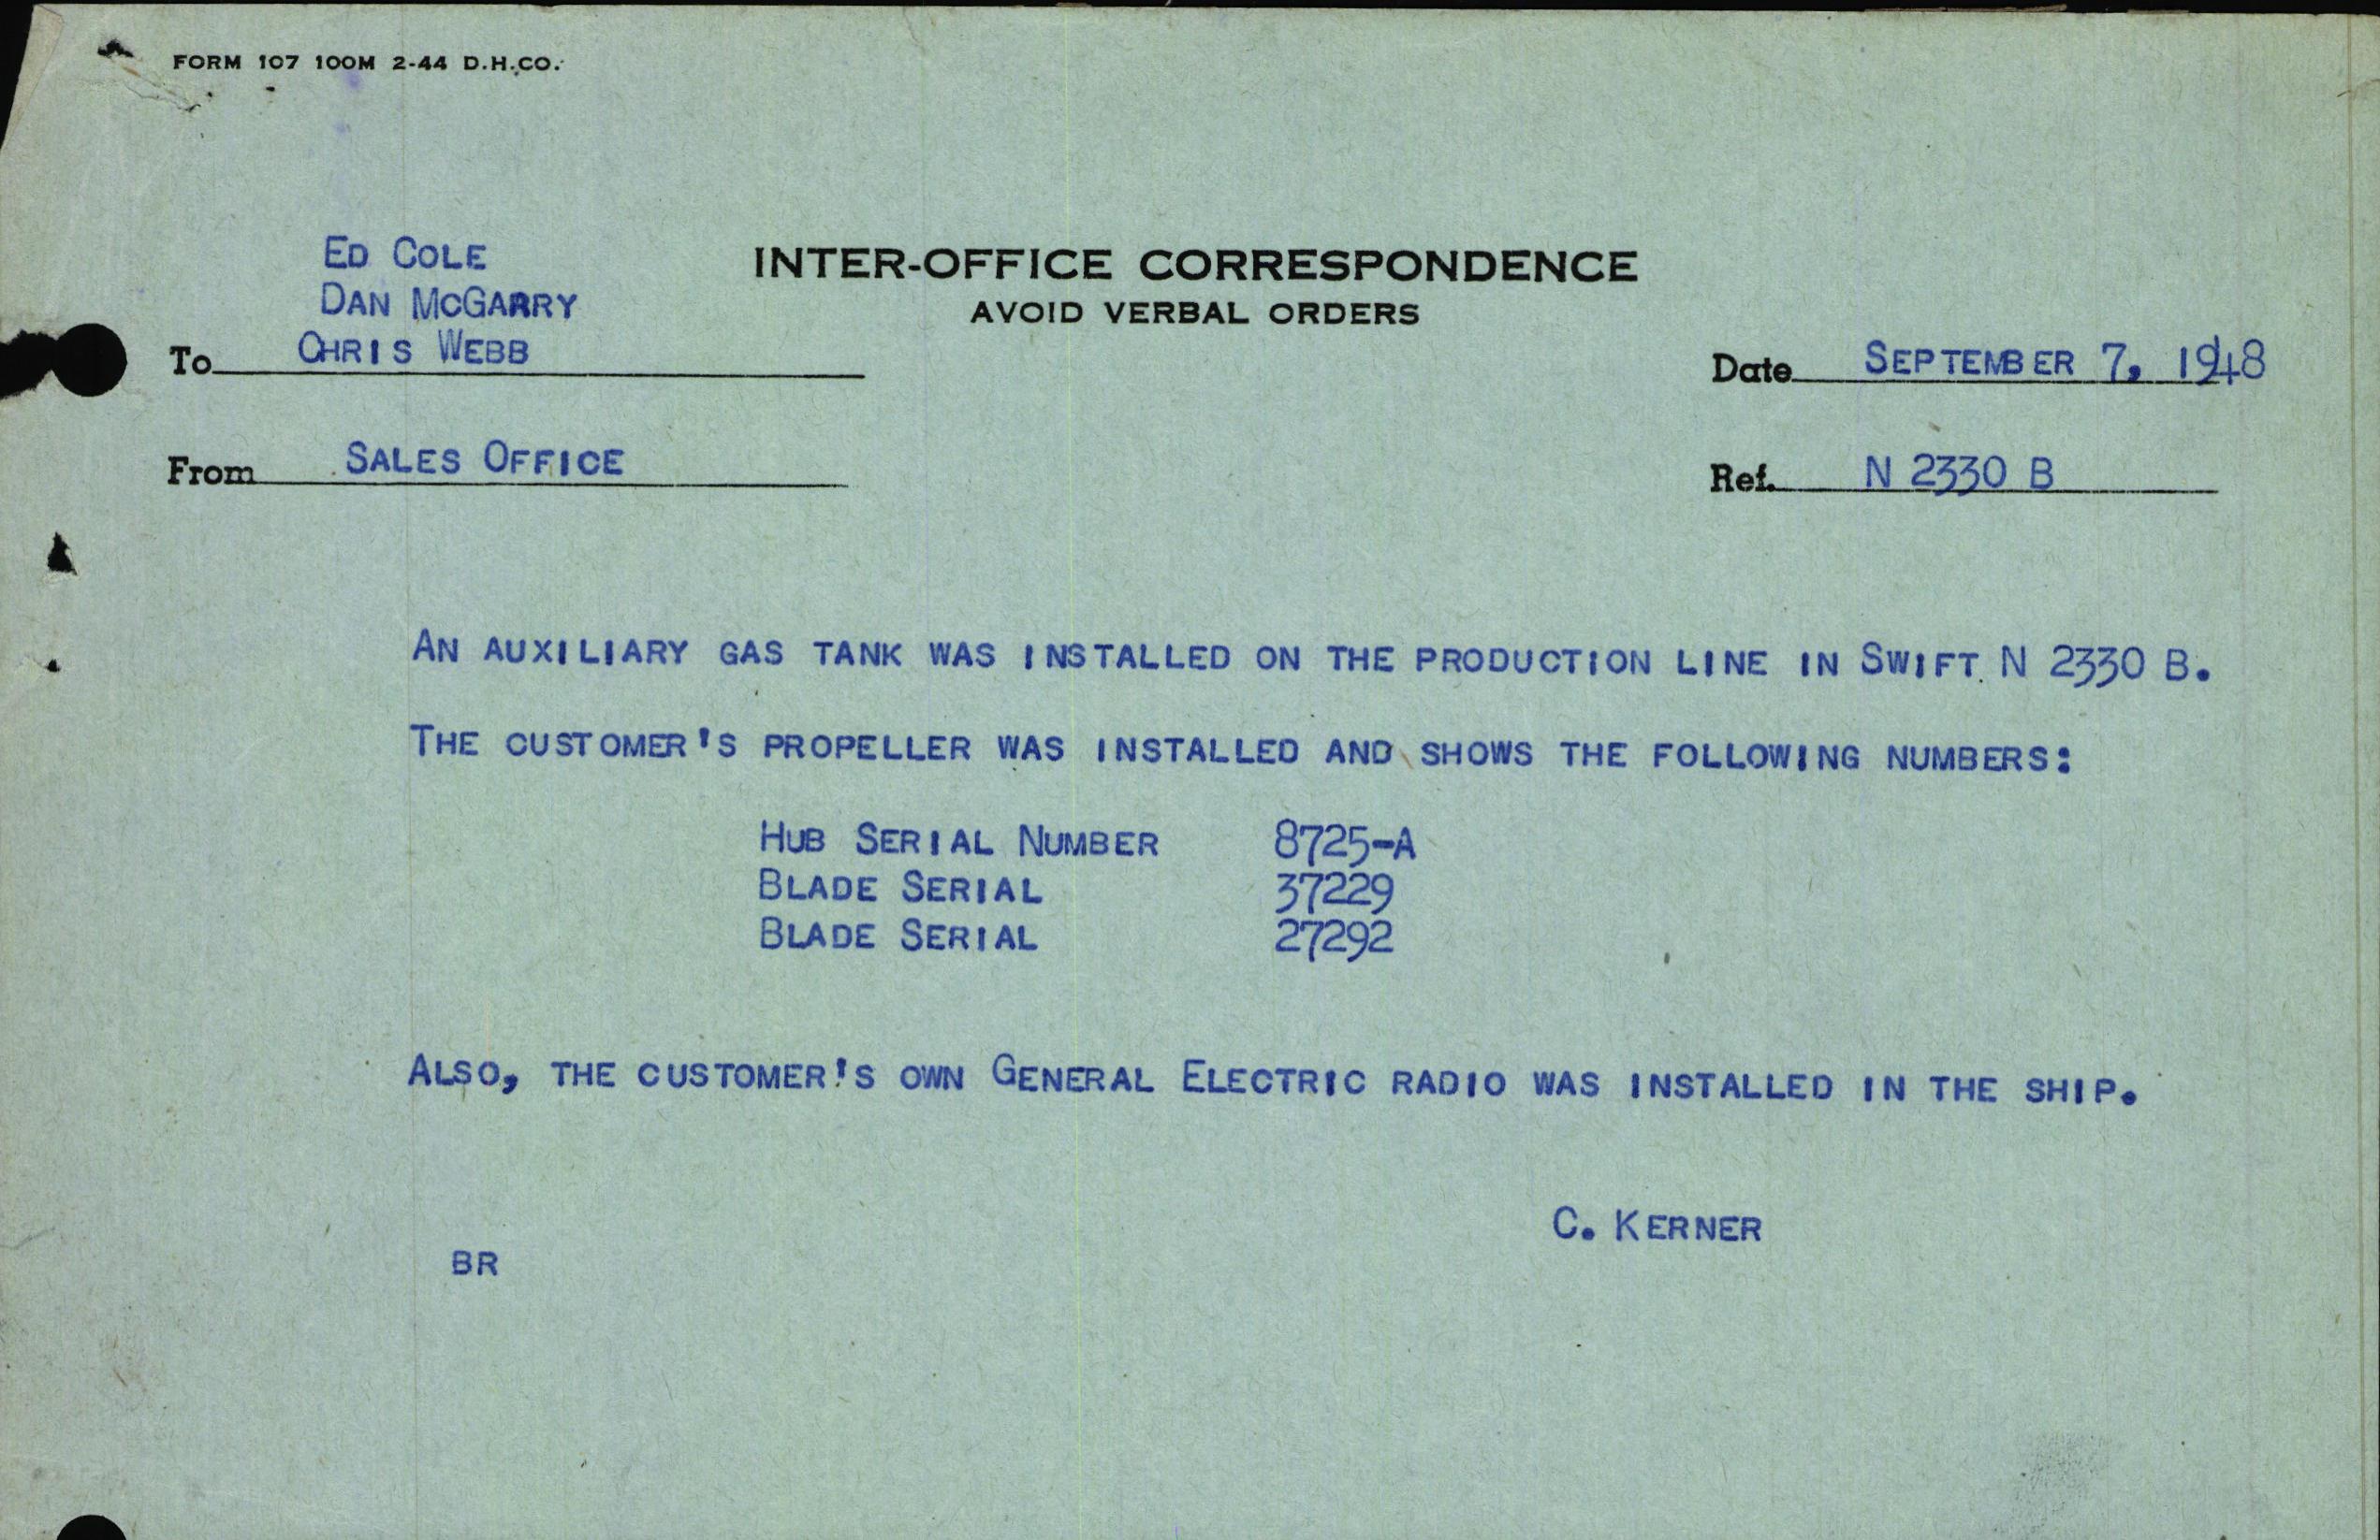 FORM 107 100M 2-44 D.H.CO.
ED COLE
DAN MCGARRY
INTER-OFFICE CORRESPONDENCE
AVOID VERBAL ORDERS
To CHRIS WEBB
Date SEPTEMBER 7, 1948
From SALES OFFICE
Ref. N 2330 B
AN AUXILIARY GAS TANK WAS INSTALLED ON THE PRODUCTION LINE IN SWIFT N 2330 B.
THE CUSTOMER'S PROPELLER WAS INSTALLED AND SHOWS THE FOLLOWING NUMBERS:
HUB SERIAL NUMBER 8725-A
BLADE SERIAL 37229
BLADE SERIAL 27292
ALSO, THE CUSTOMER'S OWN GENERAL ELECTRIC RADIO WAS INSTALLED IN THE SHIP.
C. KERNER
BR